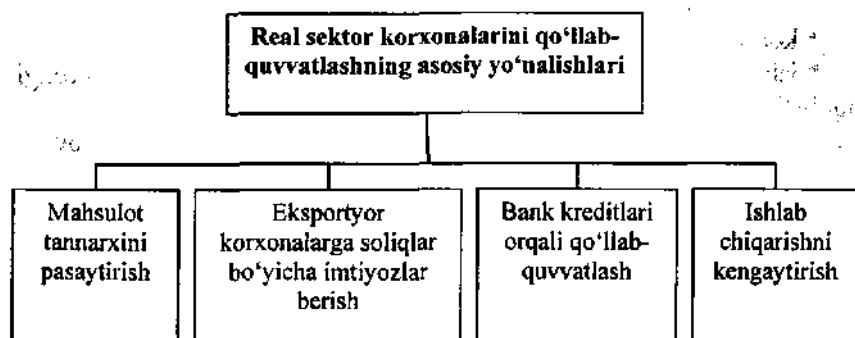 Real sektor korxonalarini qo‘llab-
quvvatlashning asosiy yo‘nalishlari
Mahsulot
tannarxini
pasaytirish
Eksportyor
korxonalarga soliqlar
bo‘yicha imtiyozlar
berish
Bank kreditlari
orqali qo‘llab-
quvvatlash
Ishlab
chiqarishni
kengaytirish